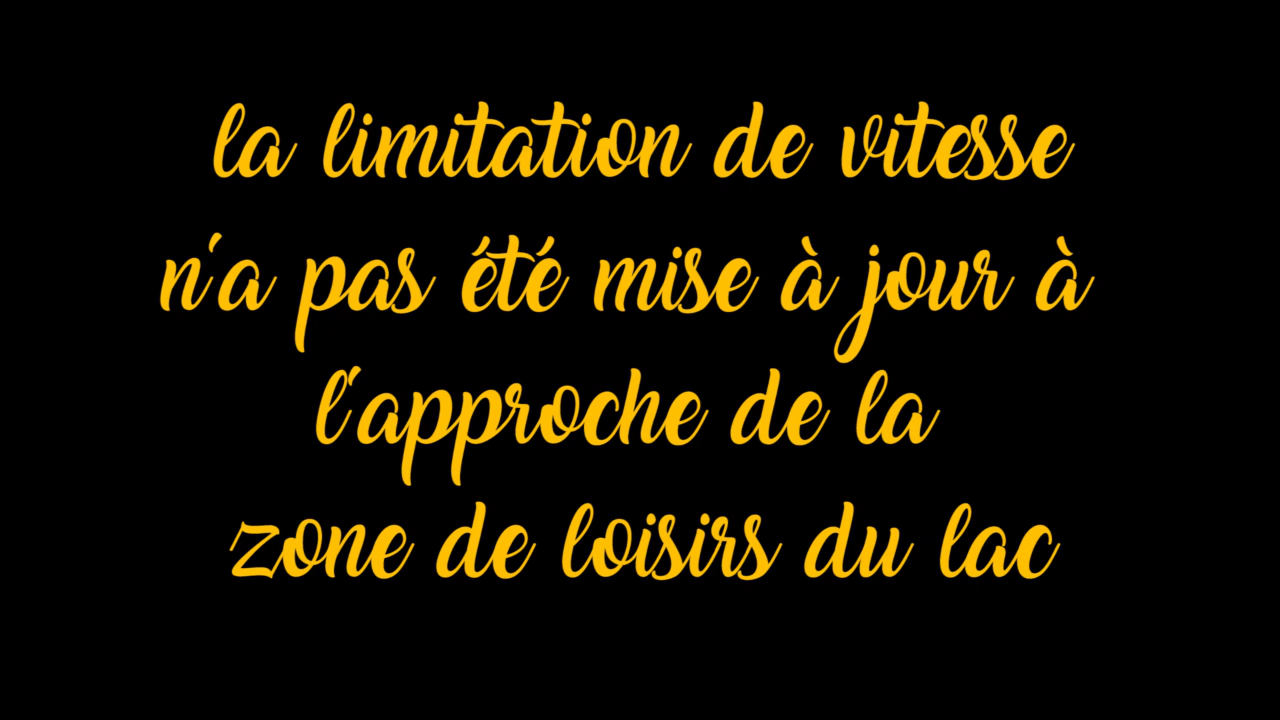 la limitation de vitesse
n'a pas été mise à jour à
l'approche de la
zone de loisirs du lac